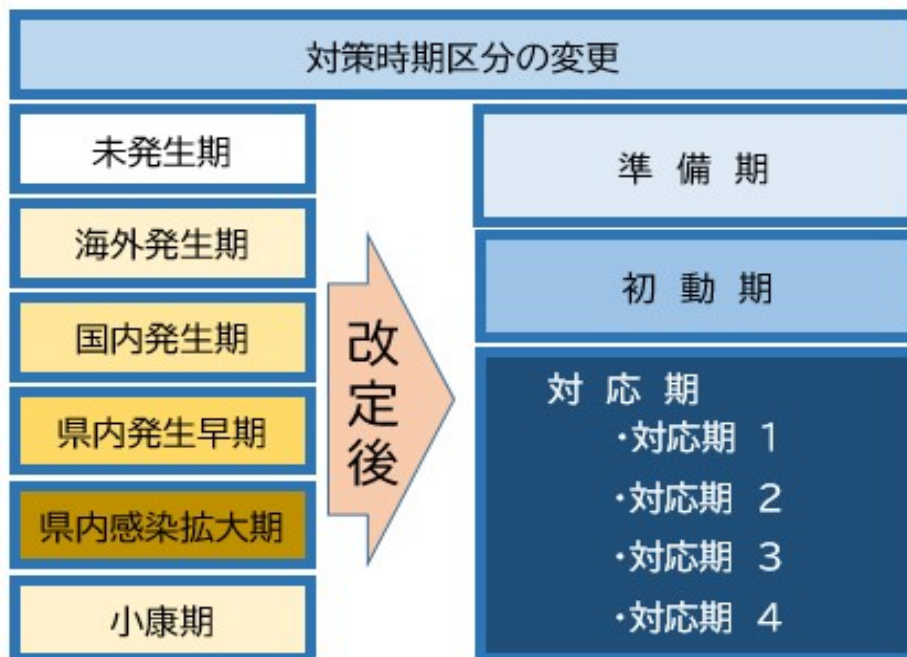 対策時期区分の変更
未発生期
海外発生期
国内発生期
県内発生早期
県内感染拡大期
小康期
改定後
準 備 期
初 動 期
対 応 期
・対応期 1
・対応期 2
・対応期 3
・対応期 4